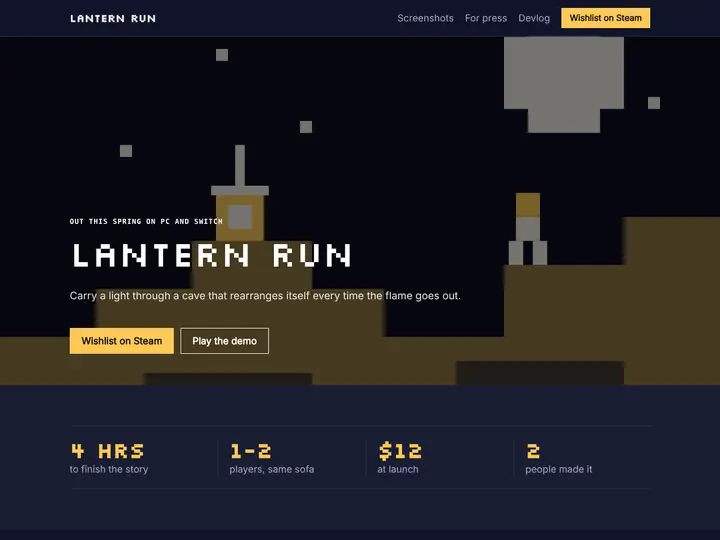 LANTERN RUN
Screenshots
For press
Devlog
Wishlist on Steam
OUT THIS SPRING ON PC AND SWITCH
LANTERN RUN
Carry a light through a cave that rearranges itself every time the flame goes out.
Wishlist on Steam
Play the demo
4 HRS
to finish the story
1-2
players, same sofa
$12
at launch
2
people made it